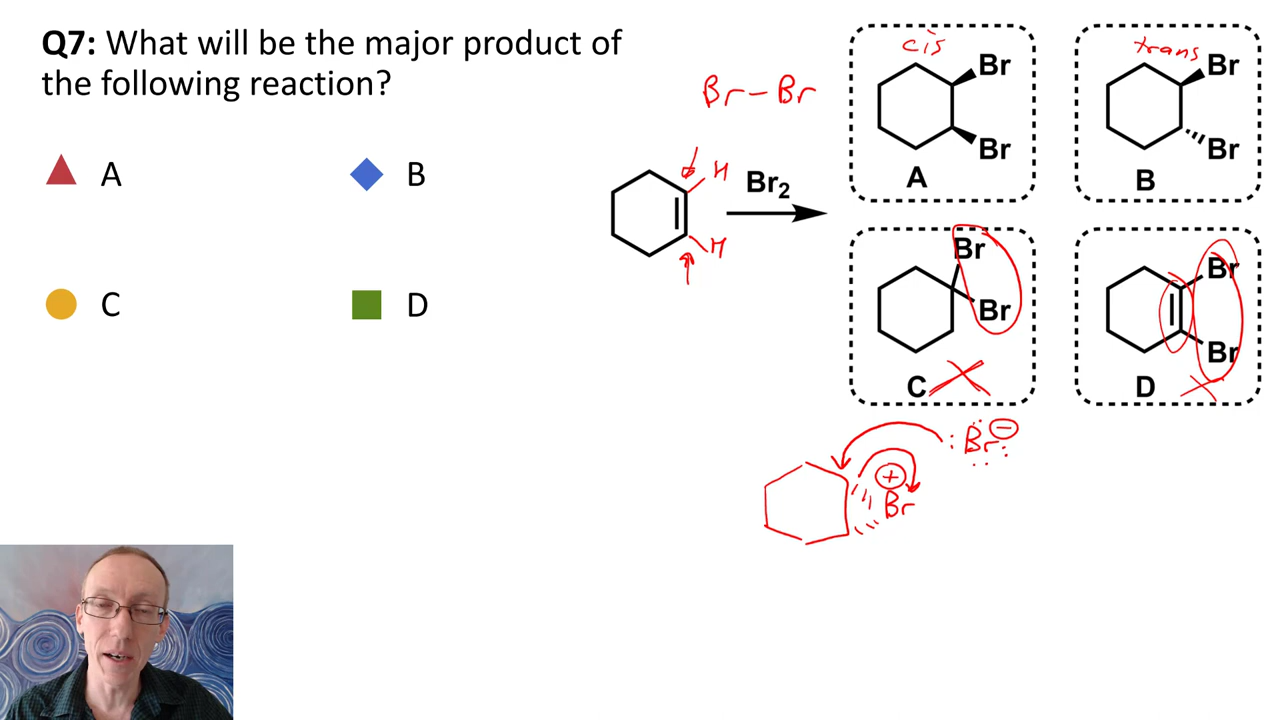 Q7: What will be the major product of
the following reaction?
A
B
C
D
Br – Br
H
H
Br2
cis
Br
Br
A
trans
Br
Br
B
Br
Br
C
Br
Br
D
:Br:
Br